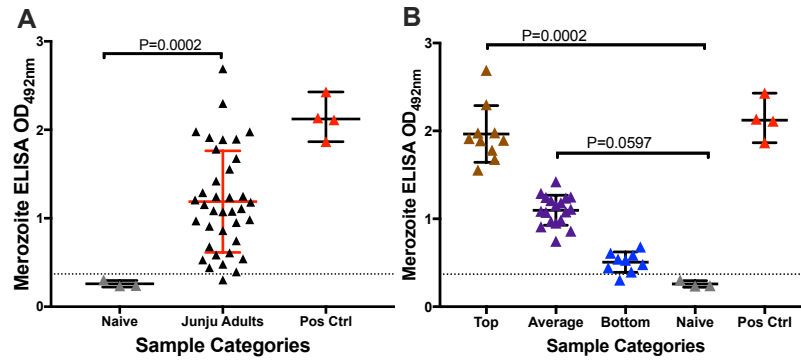 A
P=0.0002
Merozoite ELISA OD492nm
3
2
1
0
Naive Junju Adults Pos Ctrl
Sample Categories
B
P=0.0002
P=0.0597
Merozoite ELISA OD492nm
3
2
1
0
Top Average Bottom Naive Pos Ctrl
Sample Categories